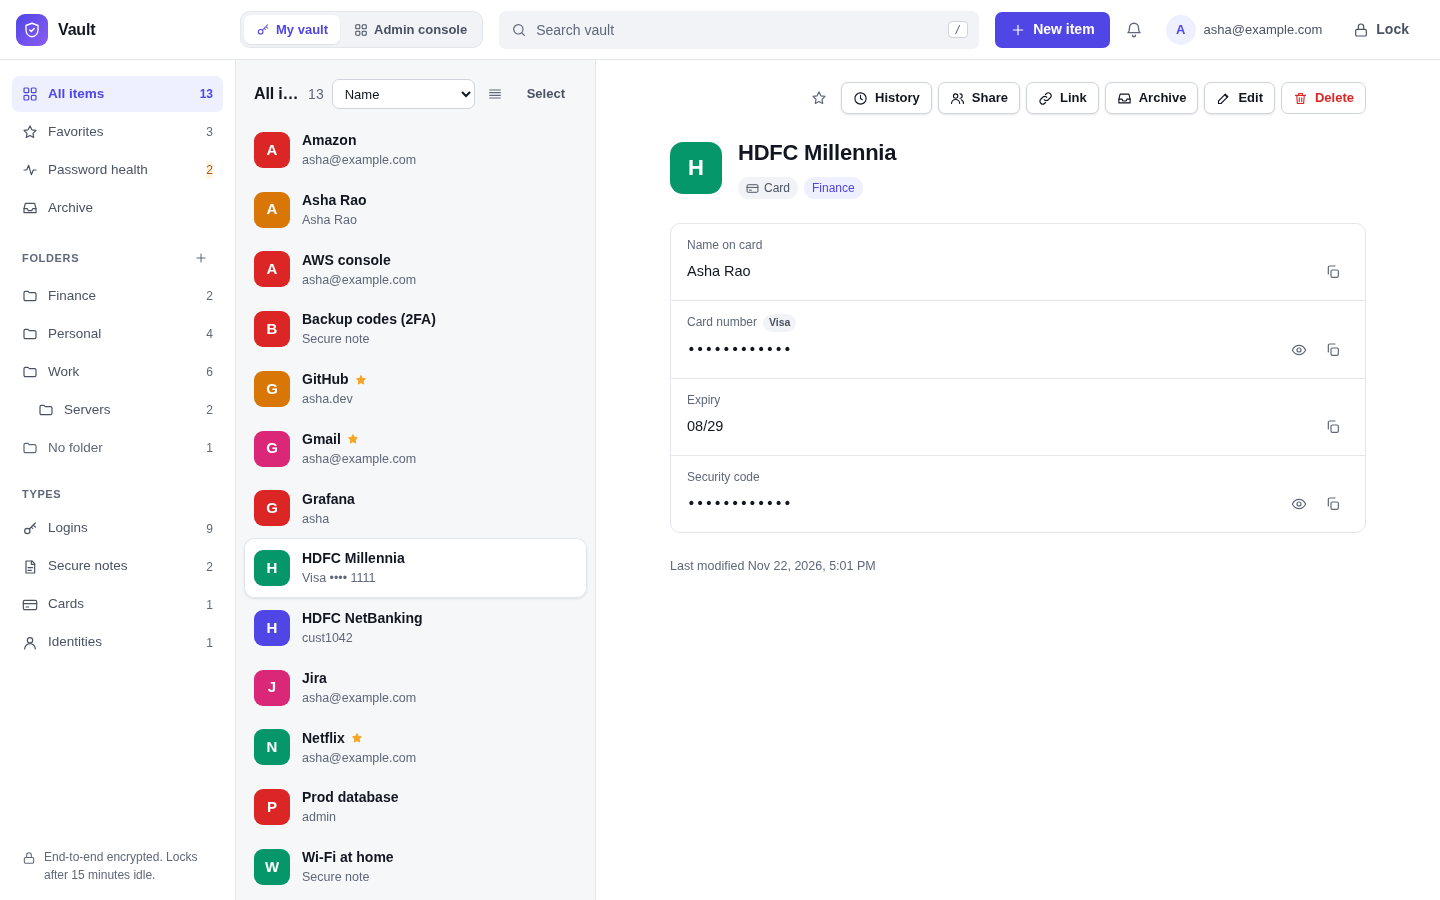 Vault
My vault
Admin console
Search vault
/
New item
A
asha@example.com
Lock
All items 13
Favorites 3
Password health 2
Archive
FOLDERS
Finance 2
Personal 4
Work 6
Servers 2
No folder 1
TYPES
Logins 9
Secure notes 2
Cards 1
Identities 1
End-to-end encrypted. Locks
after 15 minutes idle.
All i… 13 Name Select
A
Amazon
asha@example.com
A
Asha Rao
Asha Rao
A
AWS console
asha@example.com
B
Backup codes (2FA)
Secure note
G
GitHub
asha.dev
G
Gmail
asha@example.com
G
Grafana
asha
H
HDFC Millennia
Visa •••• 1111
H
HDFC NetBanking
cust1042
J
Jira
asha@example.com
N
Netflix
asha@example.com
P
Prod database
admin
W
Wi-Fi at home
Secure note
History
Share
Link
Archive
Edit
Delete
H
HDFC Millennia
Card
Finance
Name on card
Asha Rao
Card number Visa
••••••••••••
Expiry
08/29
Security code
••••••••••••
Last modified Nov 22, 2026, 5:01 PM